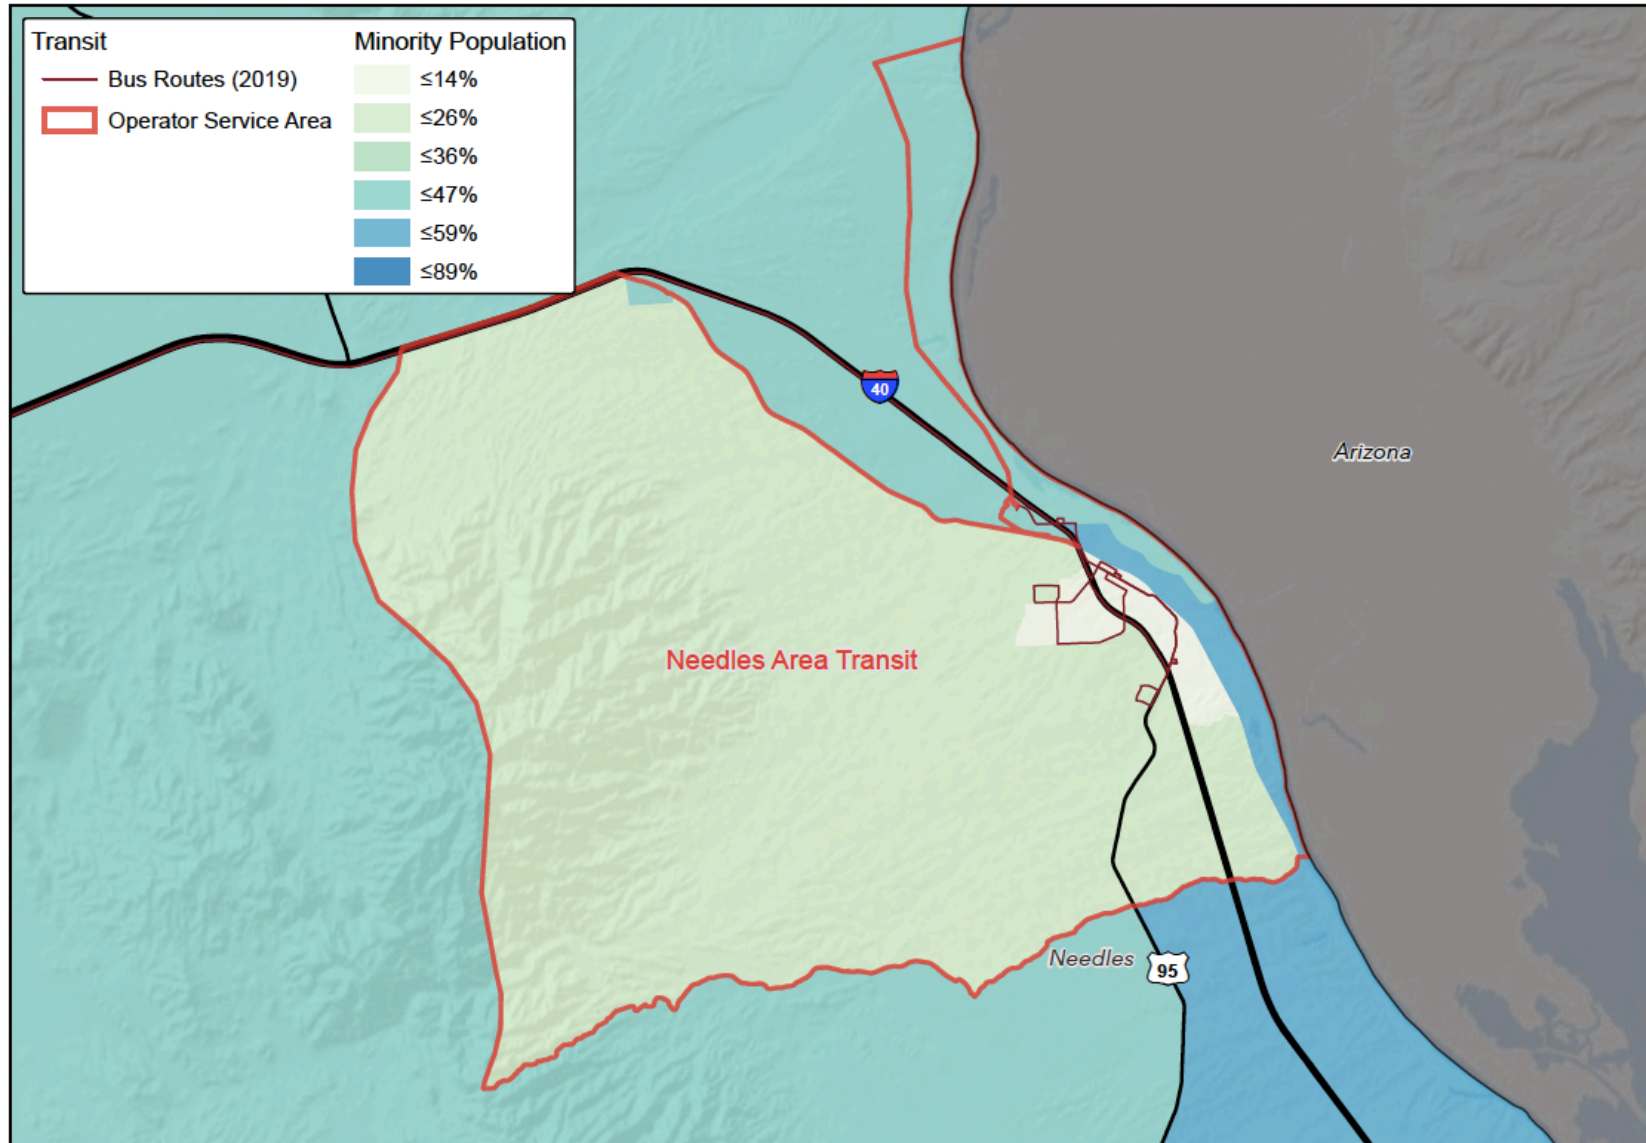 Transit
Bus Routes (2019)
Operator Service Area
Minority Population
≤14%
≤26%
≤36%
≤47%
≤59%
≤89%
40
Arizona
Needles Area Transit
Needles
95